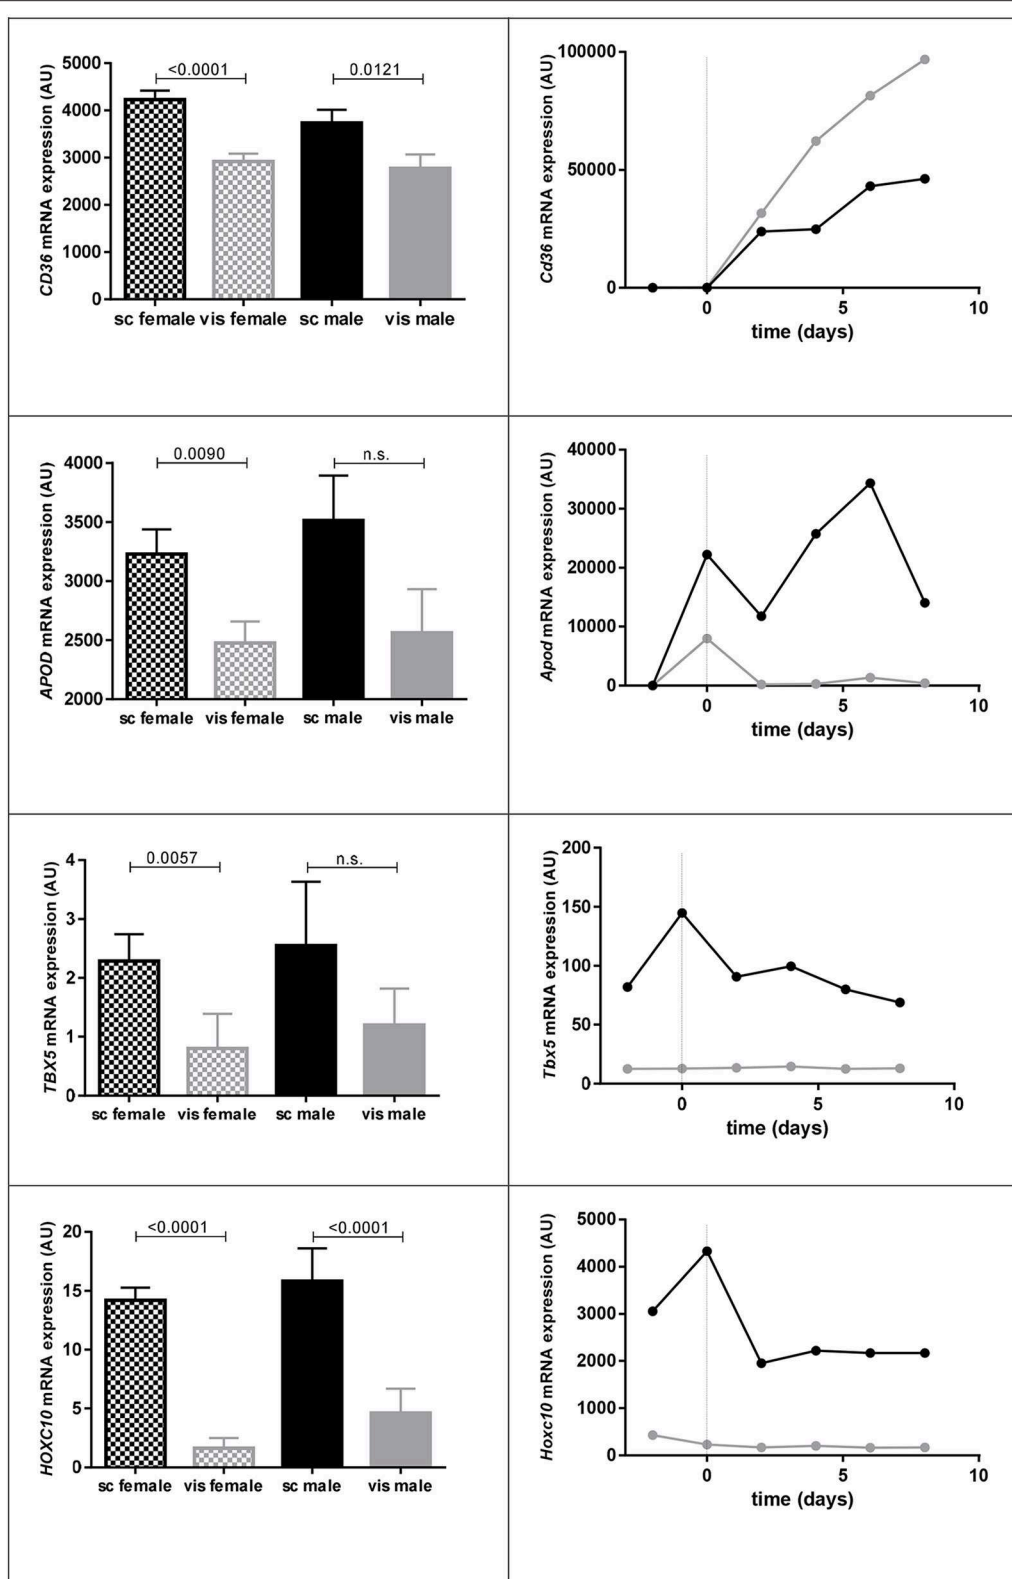 CD36 mRNA expression (AU)
5000
4000
3000
2000
1000
0
<0.0001
0.0121
sc female vis female sc male vis male
Cd36 mRNA expression (AU)
100000
50000
0
0 5 10
time (days)
APOD mRNA expression (AU)
4000
3500
3000
2500
2000
0.0090
n.s.
sc female vis female sc male vis male
Apod mRNA expression (AU)
40000
30000
20000
10000
0
0 5 10
time (days)
TBX5 mRNA expression (AU)
4
3
2
1
0
0.0057
n.s.
sc female vis female sc male vis male
Tbx5 mRNA expression (AU)
200
150
100
50
0
0 5 10
time (days)
HOXC10 mRNA expression (AU)
20
15
10
5
0
<0.0001
<0.0001
sc female vis female sc male vis male
Hoxc10 mRNA expression (AU)
5000
4000
3000
2000
1000
0
0 5 10
time (days)